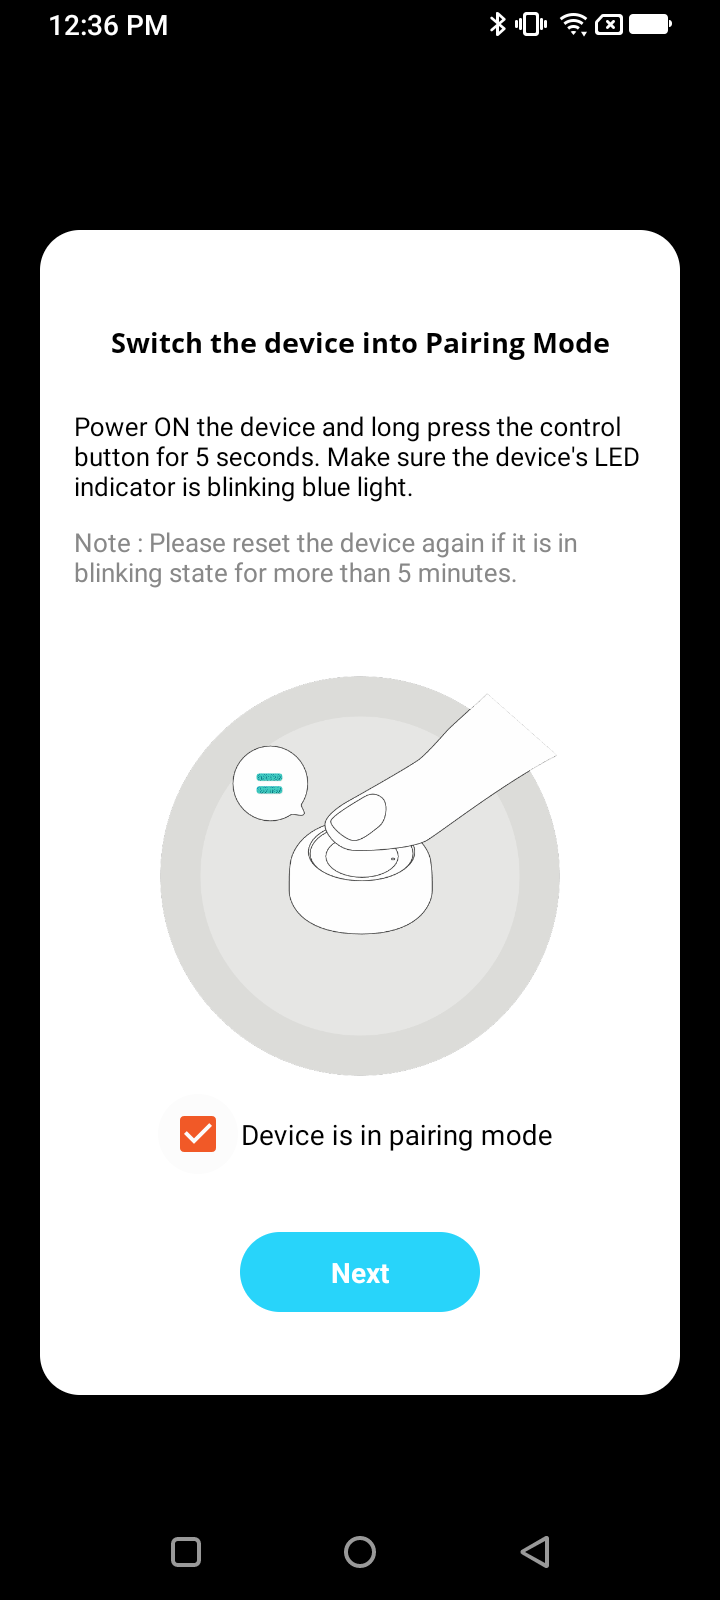 12:36 PM
Switch the device into Pairing Mode
Power ON the device and long press the control
button for 5 seconds. Make sure the device's LED
indicator is blinking blue light.
Note : Please reset the device again if it is in
blinking state for more than 5 minutes.
Device is in pairing mode
Next